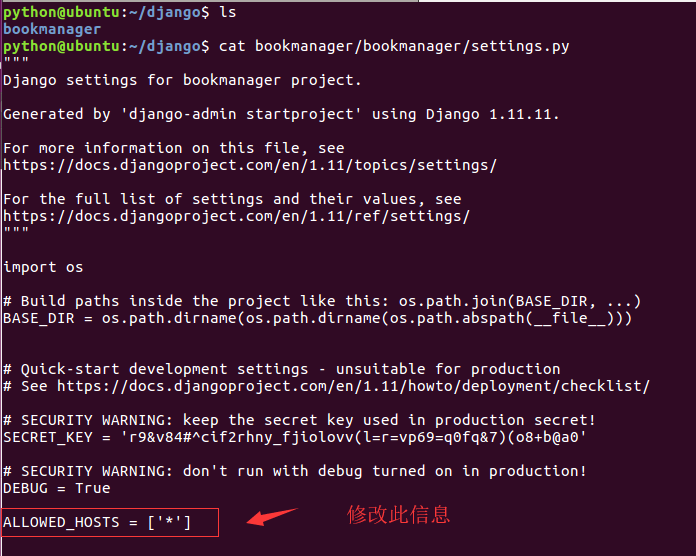 python@ubuntu:~/django$ ls
bookmanager
python@ubuntu:~/django$ cat bookmanager/bookmanager/settings.py
"""
Django settings for bookmanager project.
Generated by 'django-admin startproject' using Django 1.11.11.
For more information on this file, see
https://docs.djangoproject.com/en/1.11/topics/settings/
For the full list of settings and their values, see
https://docs.djangoproject.com/en/1.11/ref/settings/
"""
import os
# Build paths inside the project like this: os.path.join(BASE_DIR, ...)
BASE_DIR = os.path.dirname(os.path.dirname(os.path.abspath(__file__)))
# Quick-start development settings - unsuitable for production
# See https://docs.djangoproject.com/en/1.11/howto/deployment/checklist/
# SECURITY WARNING: keep the secret key used in production secret!
SECRET_KEY = 'r9&v84#^cif2rhny_fjiolovv(l=r=vp69=q0fq&7)(o8+b@a0'
# SECURITY WARNING: don't run with debug turned on in production!
DEBUG = True
ALLOWED_HOSTS = ['*']
修改此信息